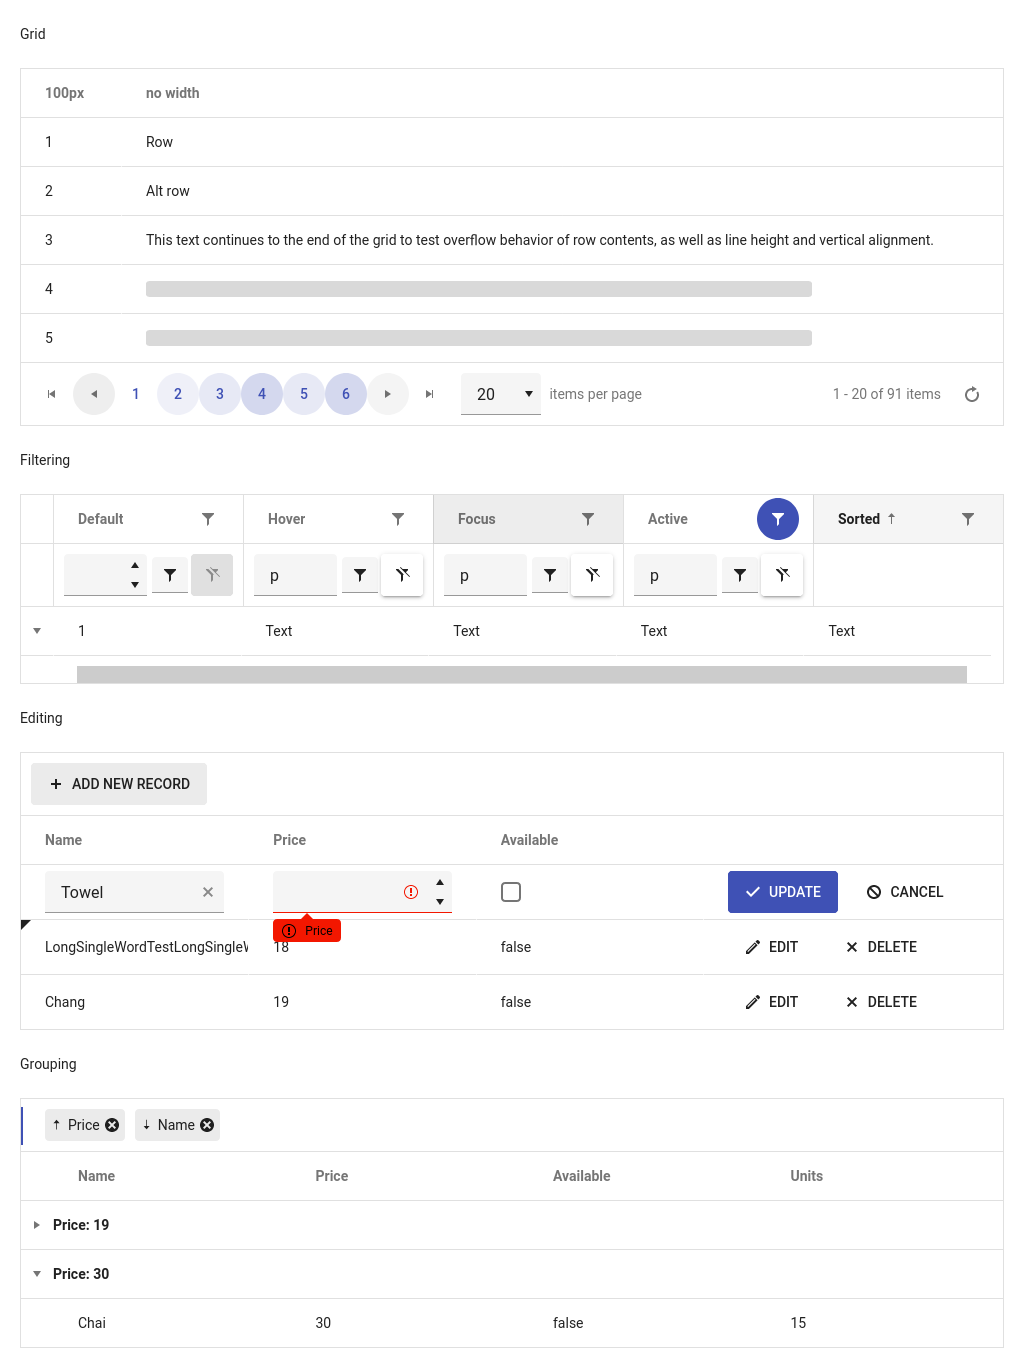 Grid
100px no width
1 Row
2 Alt row
3 This text continues to the end of the grid to test overflow behavior of row contents, as well as line height and vertical alignment.
4
5
1 2 3 4 5 6 20 items per page 1 - 20 of 91 items
Filtering
Default Hover Focus Active Sorted
p p p
1 Text Text Text Text
Editing
ADD NEW RECORD
Name Price Available
Towel UPDATE CANCEL
Price
LongSingleWordTestLongSingleW 18 false EDIT DELETE
Chang 19 false EDIT DELETE
Grouping
Price Name
Name Price Available Units
Price: 19
Price: 30
Chai 30 false 15